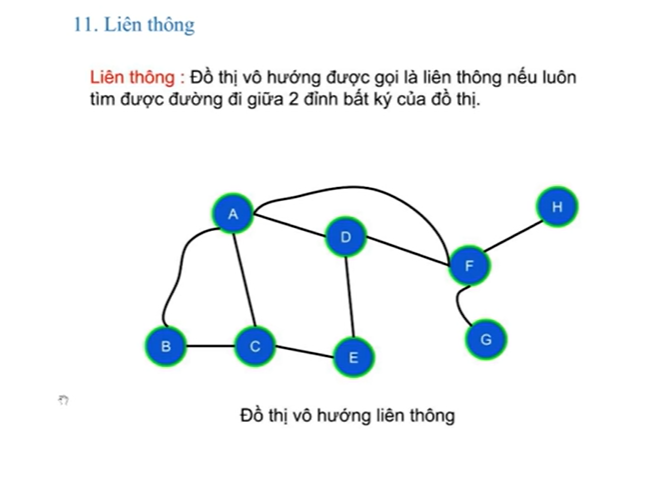 11. Liên thông
Liên thông : Đồ thị vô hướng được gọi là liên thông nếu luôn
tìm được đường đi giữa 2 đỉnh bất kỳ của đồ thị.
A
H
D
F
B
C
E
G
Đồ thị vô hướng liên thông